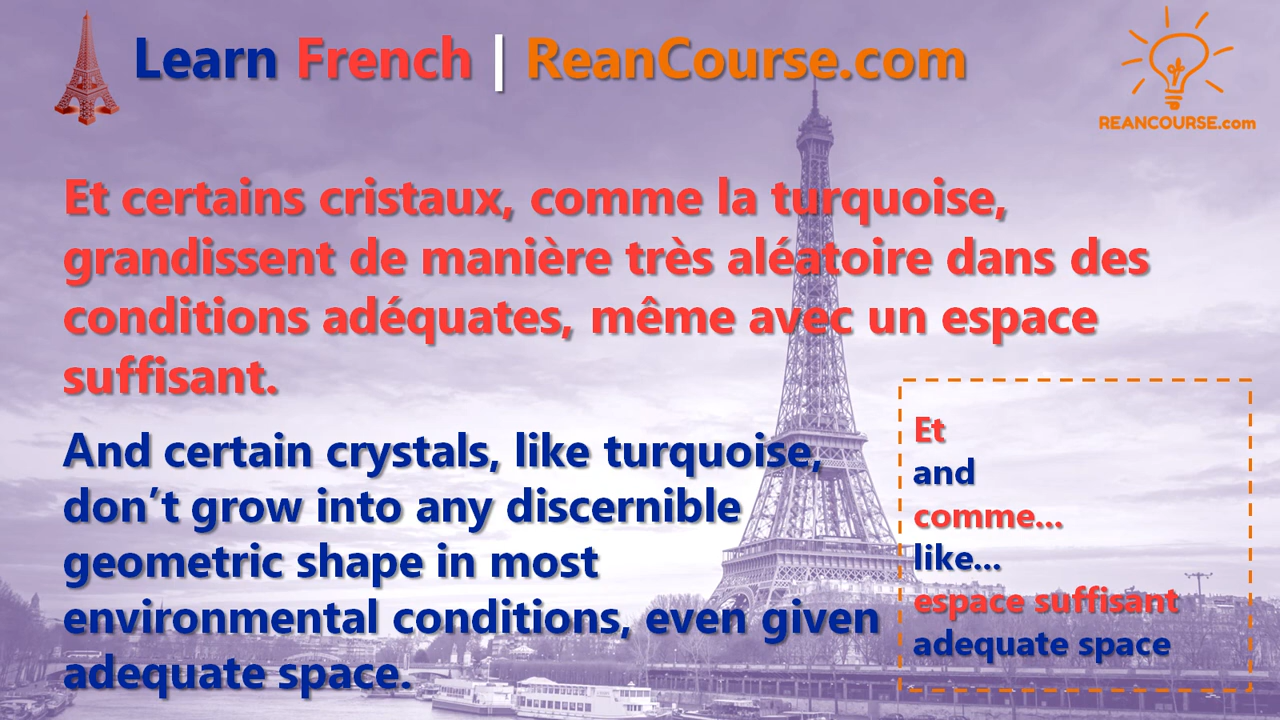 Learn French | ReanCourse.com
REANCOURSE.com
Et certains cristaux, comme la turquoise,
grandissent de manière très aléatoire dans des
conditions adéquates, même avec un espace
suffisant.
And certain crystals, like turquoise,
don’t grow into any discernible
geometric shape in most
environmental conditions, even given
adequate space.
Et
and
comme...
like...
espace suffisant
adequate space